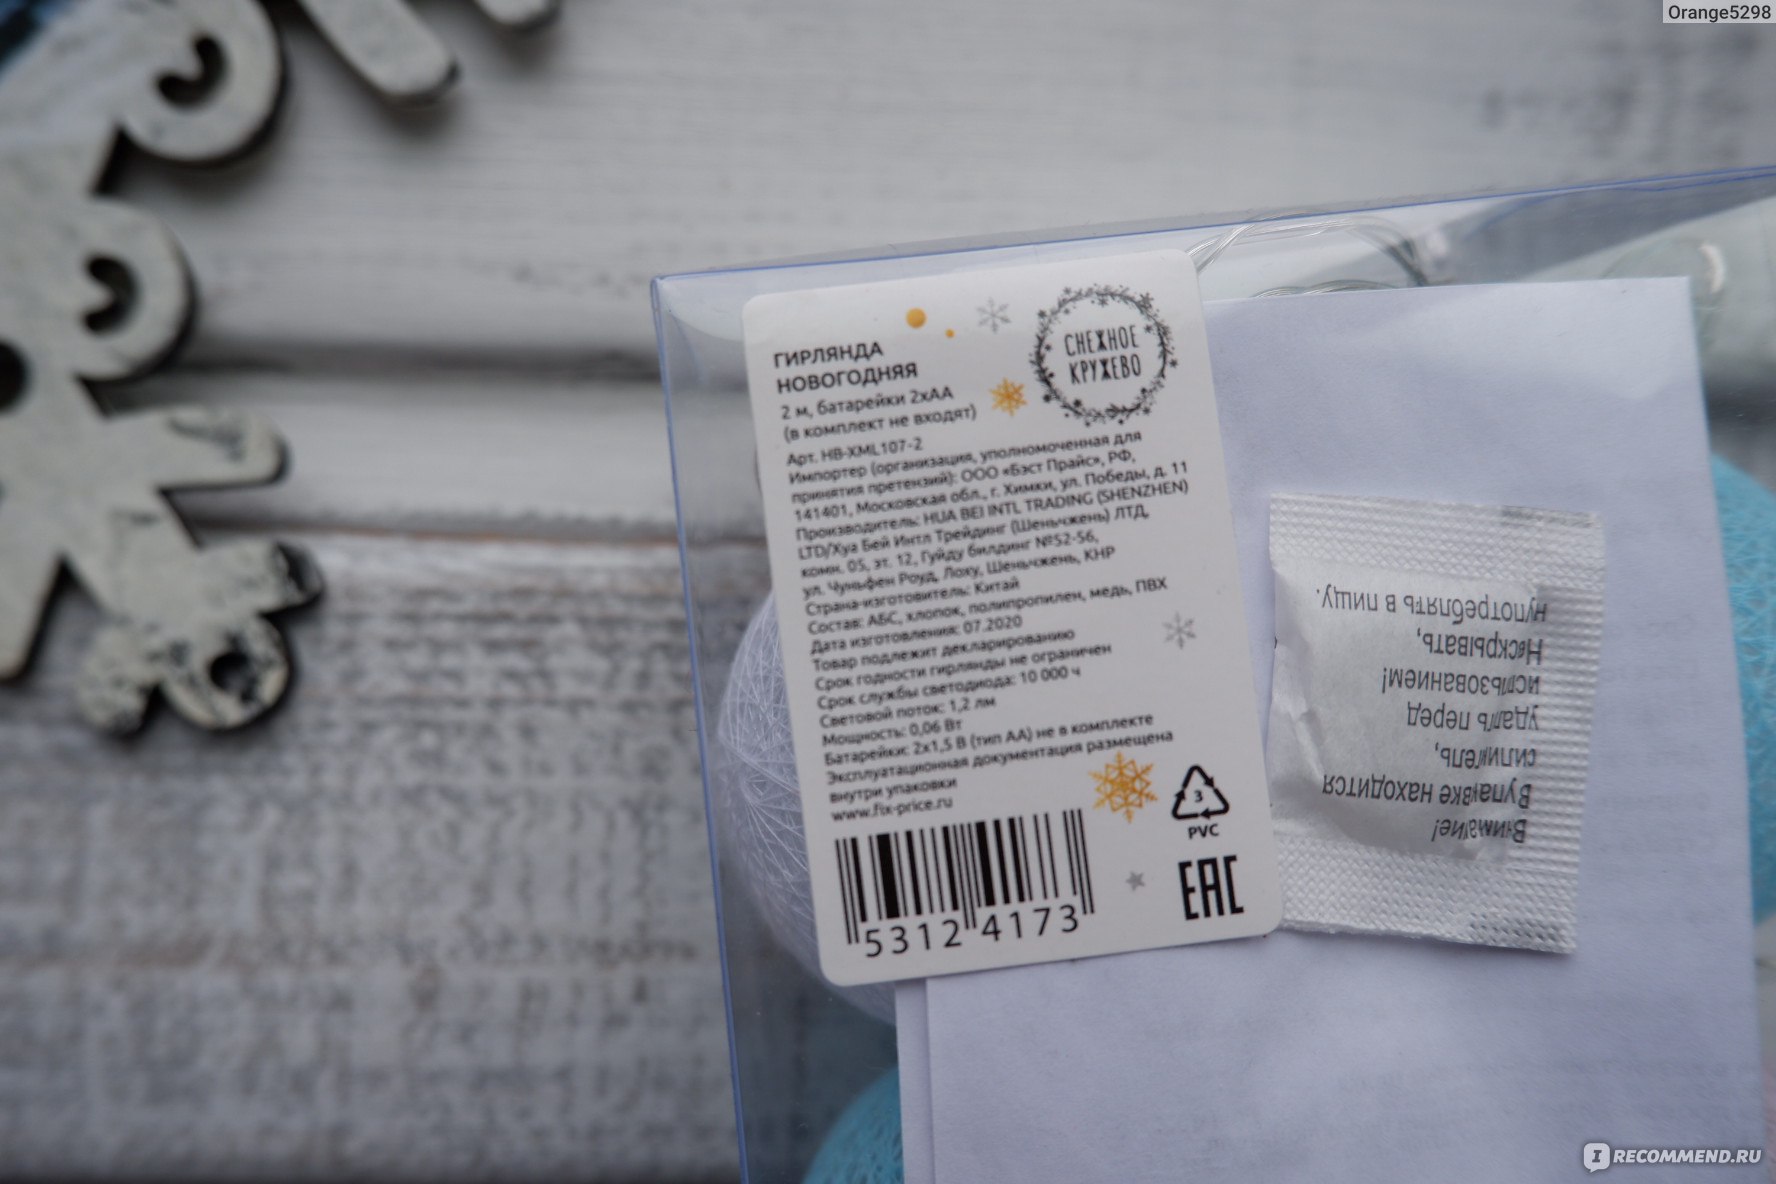 Orange5298
СНЕЖНОЕ
КРУЖЕВО
ГИРЛЯНДА
НОВОГОДНЯЯ
2 м, батарейки 2хАА
(в комплект не входят)
Арт. HB-XML107-2
Импортер (организация, уполномоченная для
принятия претензий): ООО «Бэст Прайс», РФ,
141401, Московская обл., г. Химки, ул. Победы, д. 11
Производитель: HUA BEI INTL TRADING (SHENZHEN)
LTD/Хуа Бей Интл Трейдинг (Шеньчжень) ЛТД,
комн. 05, эт. 12, Гуйду билдинг №52-56,
ул. Чуньфен Роуд, Лоху, Шеньчжень, КНР
Страна-изготовитель: Китай
Состав: АБС, хлопок, полипропилен, медь, ПВХ
Дата изготовления: 07.2020
Товар подлежит декларированию
Срок годности гирлянды не ограничен
Срок службы светодиода: 10 000 ч
Световой поток: 1,2 лм
Мощность: 0,06 Вт
Батарейки: 2х1,5 В (тип АА) не в комплекте
Эксплуатационная документация размещена
внутри упаковки
www.fix-price.ru
3
PVC
EAC
5312 4173
Внимание!
В упаковке находится
силикагель,
удалить перед
использованием!
Не вскрывать,
не употреблять в пищу.
IRECOMMEND.RU